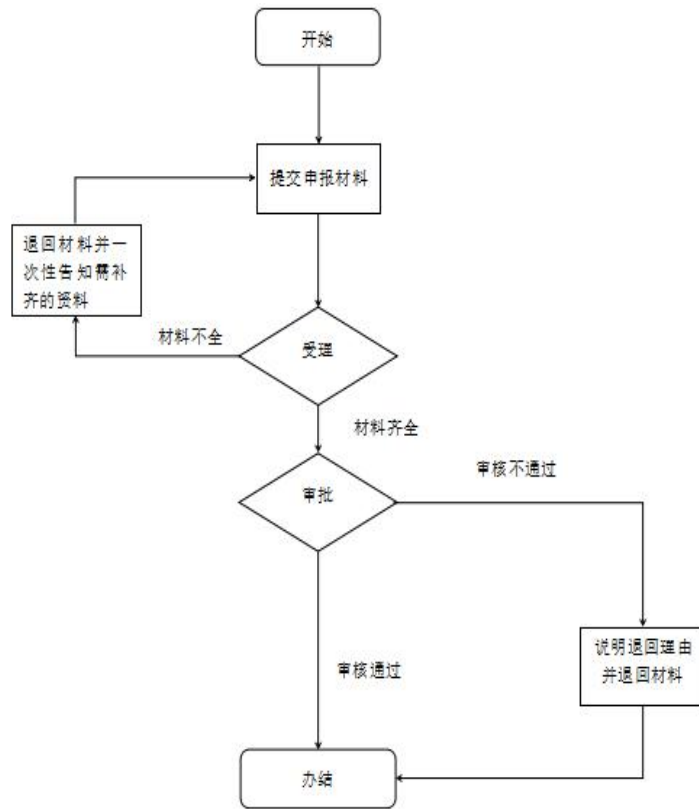 开始
提交申报材料
退回材料并一
次性告知需补
齐的资料
材料不全
受理
材料齐全
审批
审核不通过
说明退回理由
并退回材料
审核通过
办结